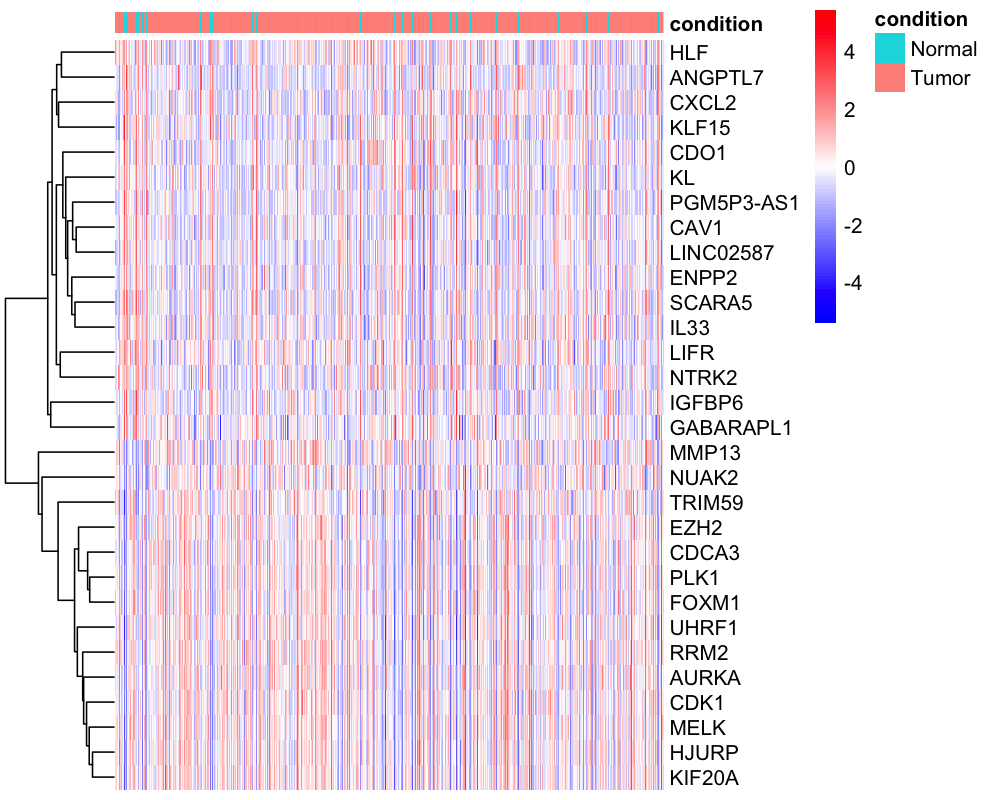 condition
HLF
ANGPTL7
CXCL2
KLF15
CDO1
KL
PGM5P3-AS1
CAV1
LINC02587
ENPP2
SCARA5
IL33
LIFR
NTRK2
IGFBP6
GABARAPL1
MMP13
NUAK2
TRIM59
EZH2
CDCA3
PLK1
FOXM1
UHRF1
RRM2
AURKA
CDK1
MELK
HJURP
KIF20A
4
2
0
-2
-4
condition
Normal
Tumor